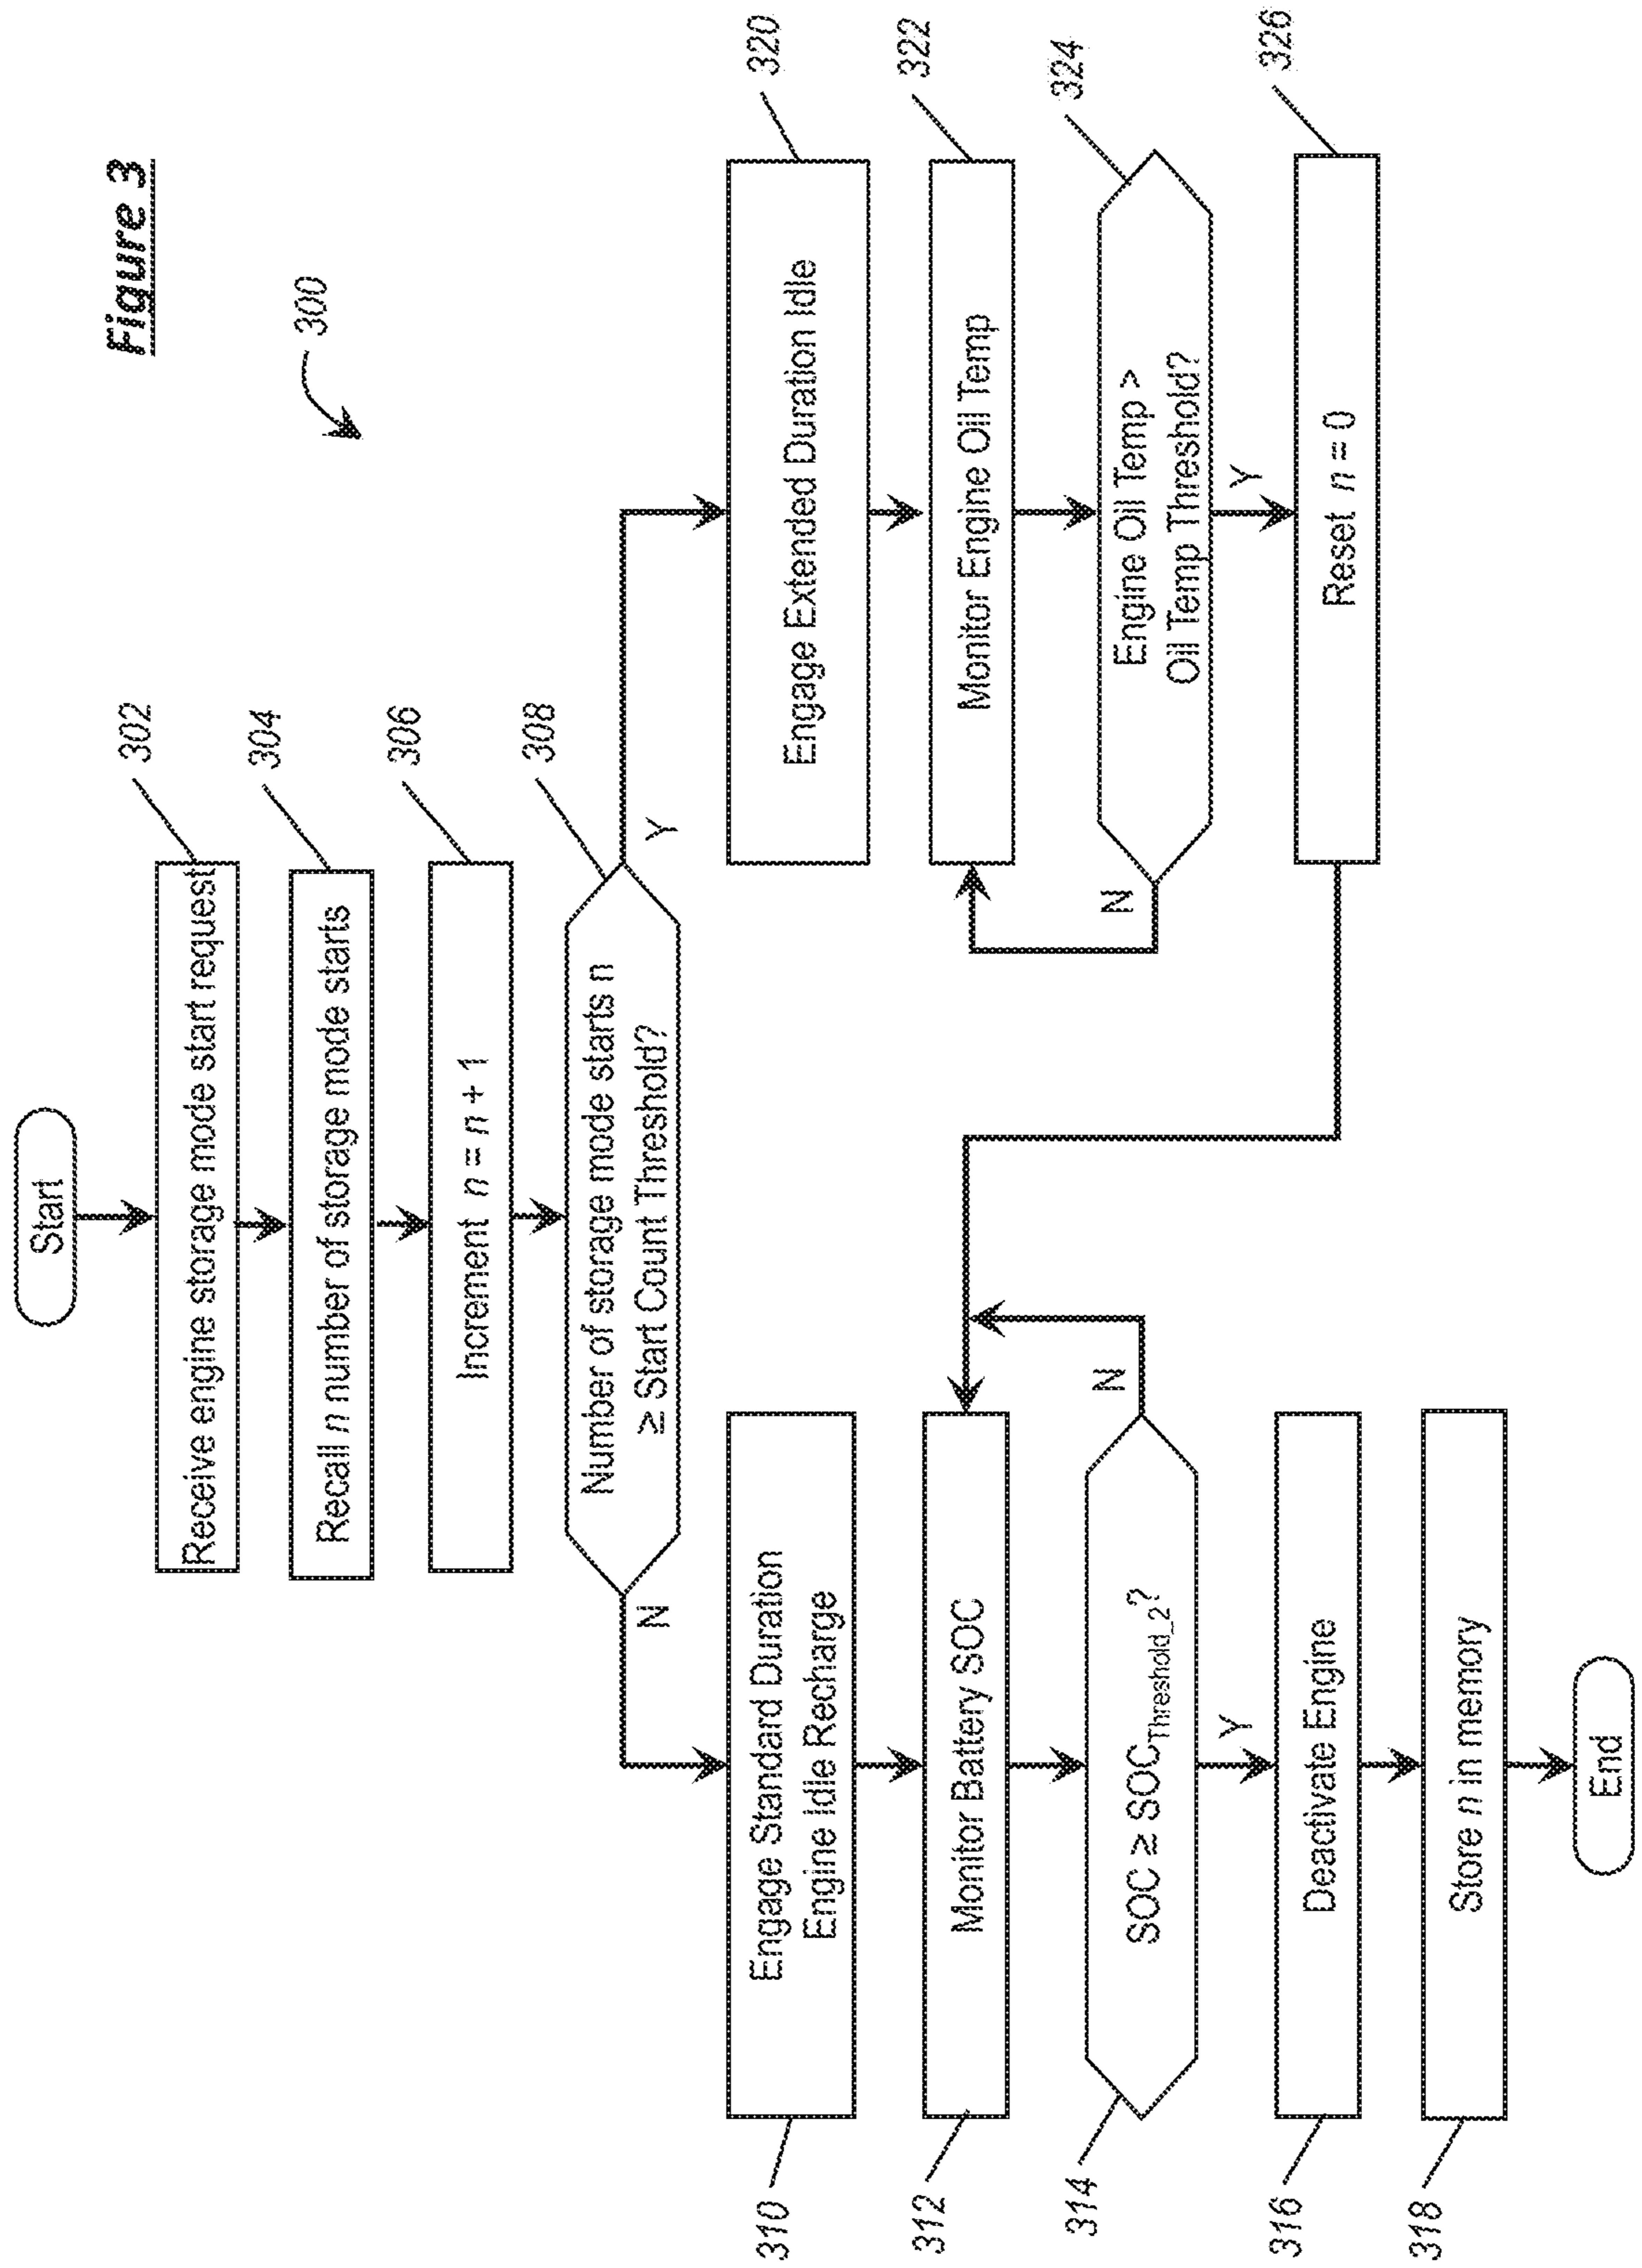 Figure 3
300
Start
Receive engine storage mode start request
302
Recall n number of storage mode starts
304
Increment n = n + 1
306
Number of storage mode starts n
≥ Start Count Threshold?
308
N
Y
Engage Standard Duration
Engine Idle Recharge
310
Monitor Battery SOC
312
SOC ≥ SOCThreshold_2?
314
N
Y
Deactivate Engine
316
Store n in memory
318
End
Engage Extended Duration Idle
320
Monitor Engine Oil Temp
322
Engine Oil Temp >
Oil Temp Threshold?
324
N
Y
Reset n = 0
326